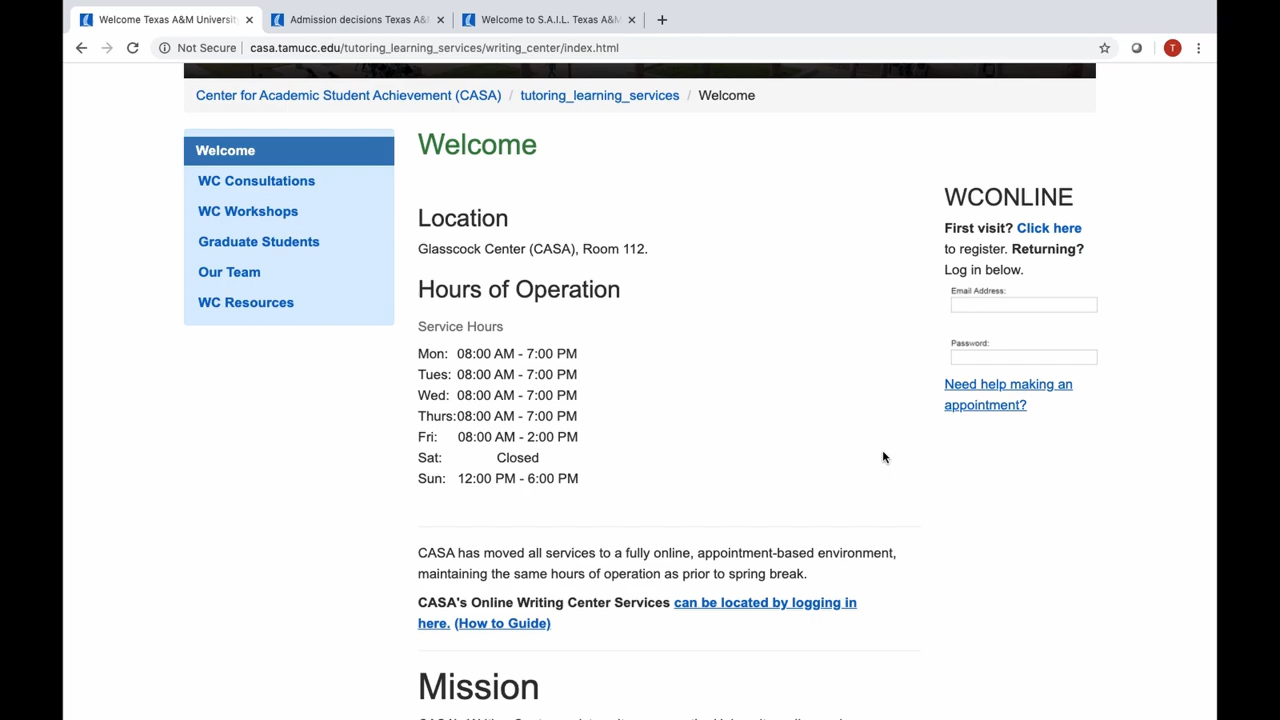 Welcome Texas A&M University
Admission decisions Texas A&M
Welcome to S.A.I.L. Texas A&M
Not Secure
casa.tamucc.edu/tutoring_learning_services/writing_center/index.html
T
Center for Academic Student Achievement (CASA) / tutoring_learning_services / Welcome
Welcome
WC Consultations
WC Workshops
Graduate Students
Our Team
WC Resources
Welcome
Location
Glasscock Center (CASA), Room 112.
Hours of Operation
Service Hours
Mon: 08:00 AM - 7:00 PM
Tues: 08:00 AM - 7:00 PM
Wed: 08:00 AM - 7:00 PM
Thurs:08:00 AM - 7:00 PM
Fri: 08:00 AM - 2:00 PM
Sat: Closed
Sun: 12:00 PM - 6:00 PM
CASA has moved all services to a fully online, appointment-based environment,
maintaining the same hours of operation as prior to spring break.
CASA's Online Writing Center Services can be located by logging in
here. (How to Guide)
Mission
WCONLINE
First visit? Click here
to register. Returning?
Log in below.
Email Address:
Password:
Need help making an
appointment?